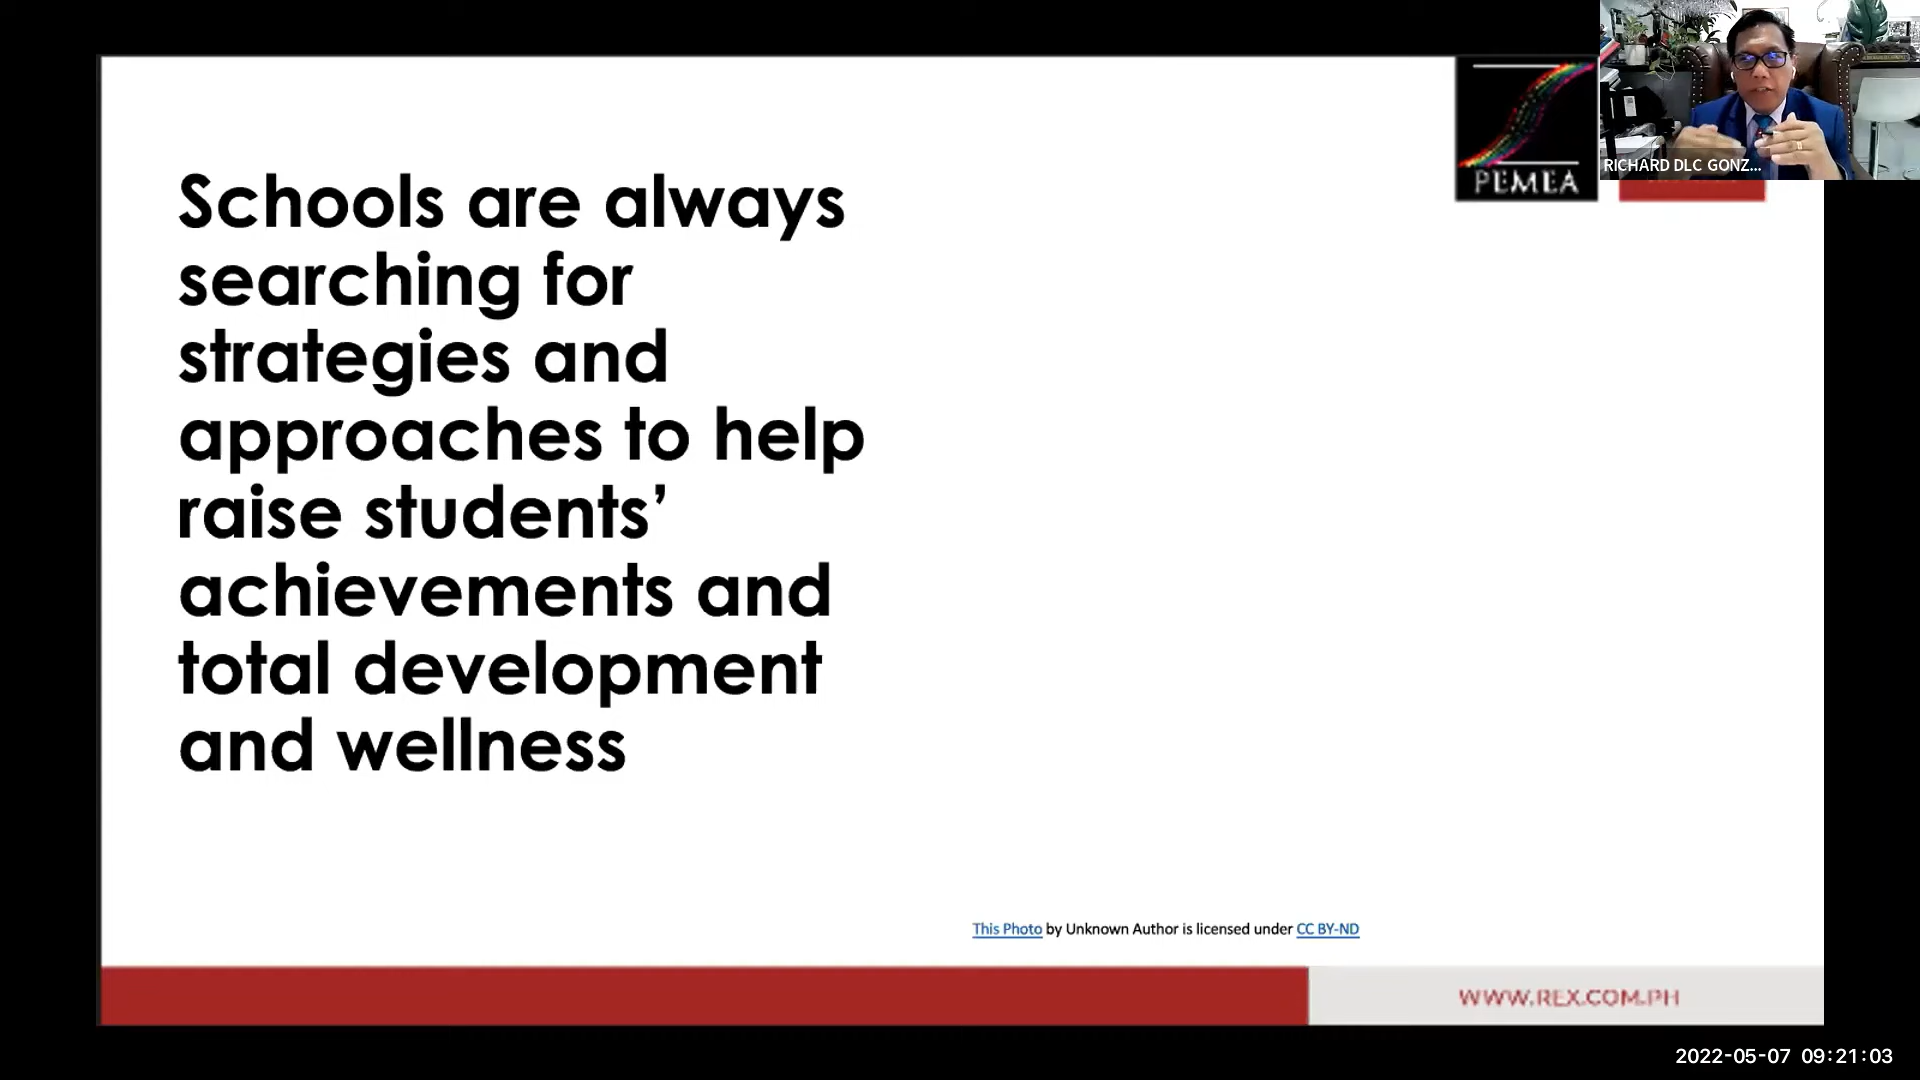 PEMEA
RICHARD DLC GONZ...
Schools are always
searching for
strategies and
approaches to help
raise students’
achievements and
total development
and wellness
This Photo by Unknown Author is licensed under CC BY-ND
WWW.REX.COM.PH
2022-05-07 09:21:03